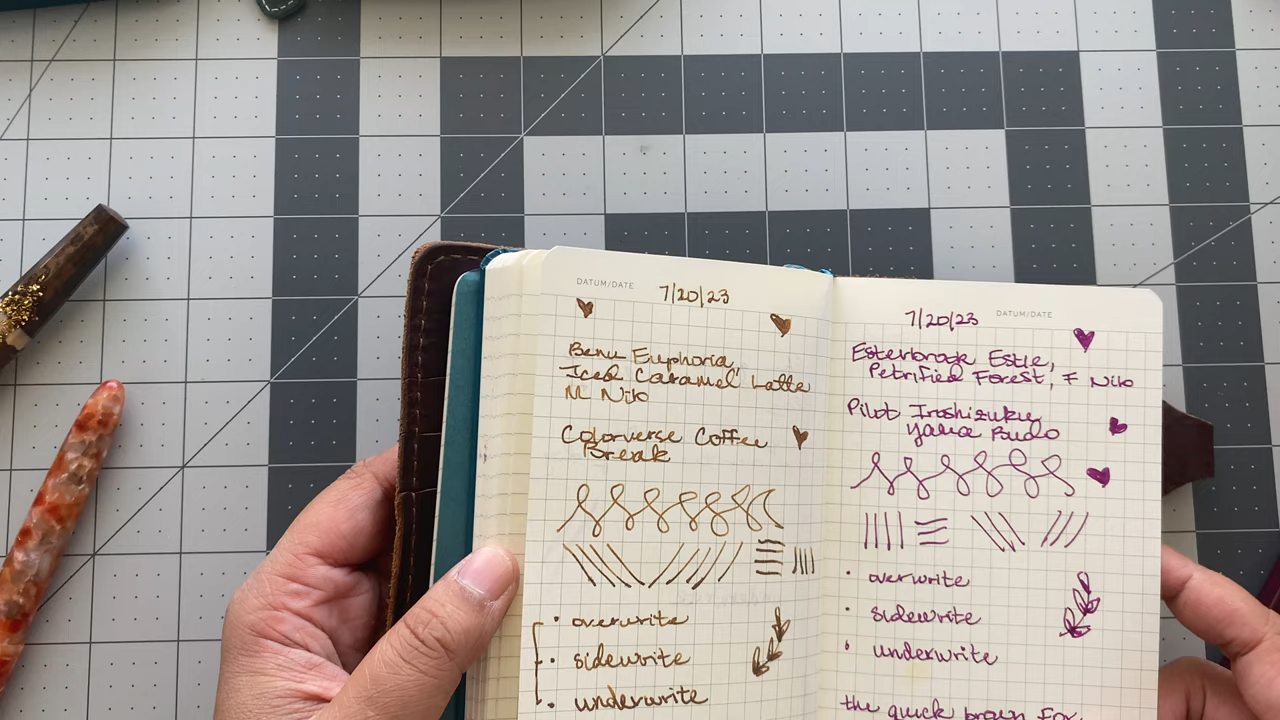 DATUM/DATE 7/20/23
Benu Euphoria,
Iced Caramel Latte
M Nib
Colorverse Coffee
Break
• overwrite
• sidewrite
• underwrite
7/20/23 DATUM/DATE
Esterbrook Estie,
Petrified Forest, F Nib
Pilot Iroshizuku
Yama Budo
• overwrite
• sidewrite
• underwrite
the quick brown fox